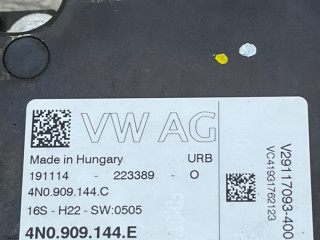 VW AG
Made in Hungary URB
191114 - 223389 - O
4N0.909.144.C
16S - H22 - SW:0505
4N0.909.144.E
V29117093-400
VC41931762123